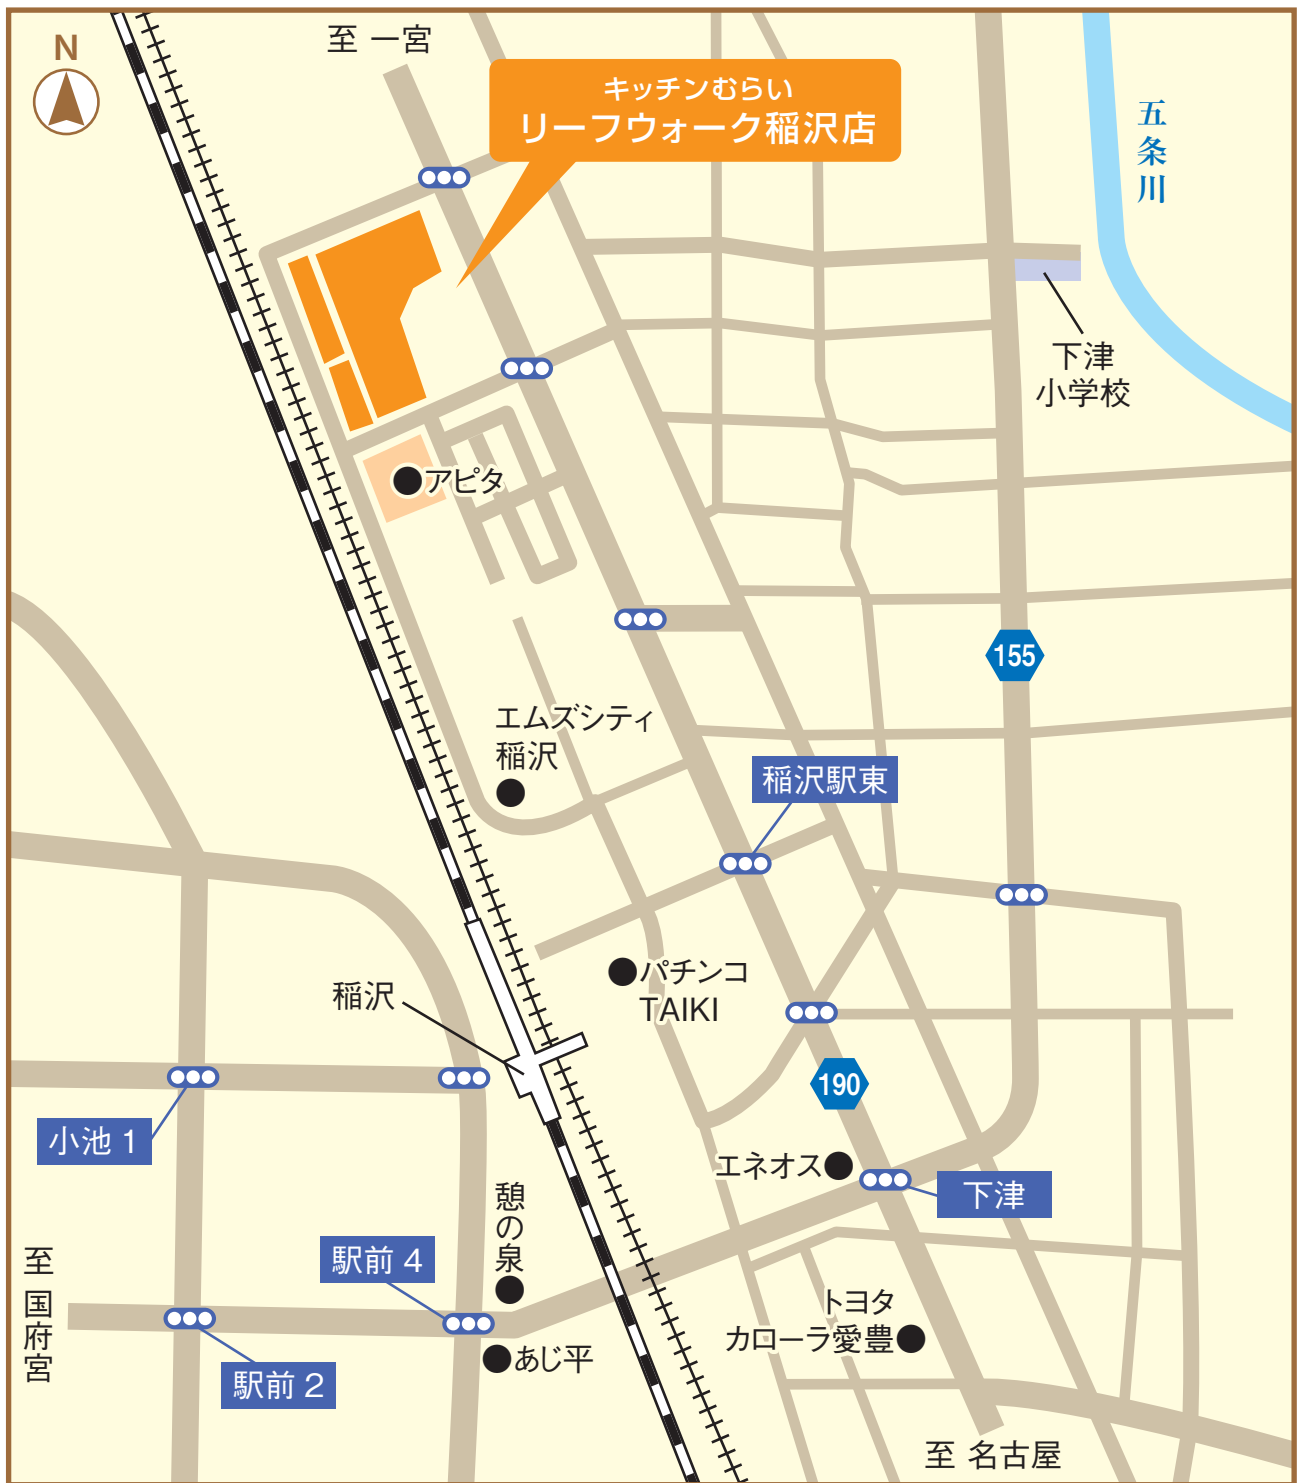 N
至 一宮
キッチンむらい
リーフウォーク稲沢店
五条川
下津
小学校
アピタ
155
エムズシティ
稲沢
稲沢駅東
パチンコ
TAIKI
稲沢
190
小池 1
エネオス
下津
憩の泉
駅前 4
至 国府宮
トヨタ
カローラ愛豊
あじ平
駅前 2
至 名古屋